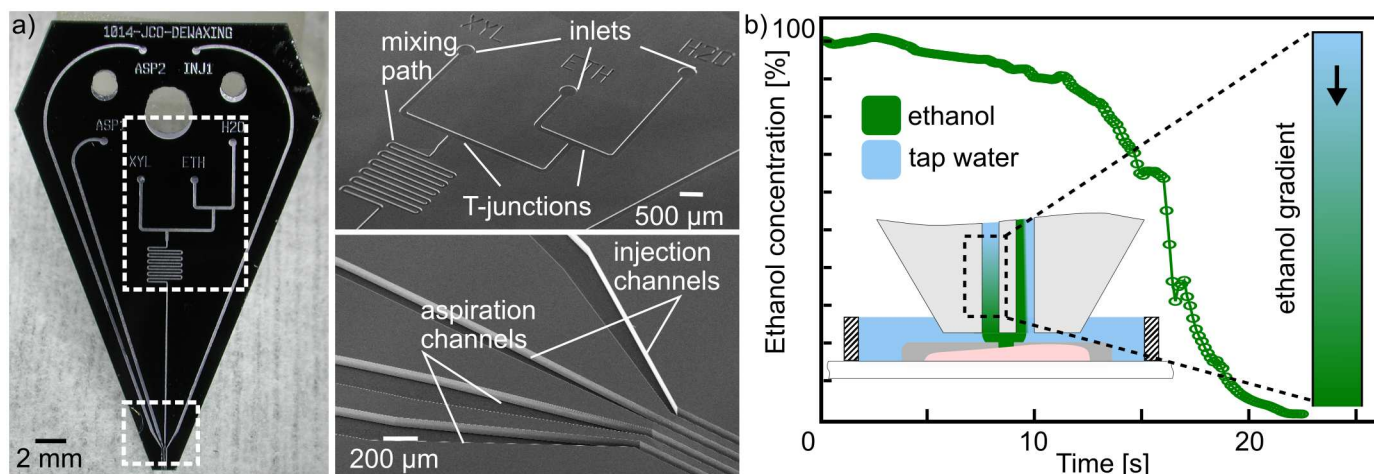 a)
1014-JCO-DEWAXING
ASP2 INJ1
ASP2
H2O
XYL ETH
2 mm
XYL
mixing
path
inlets
ETH
H2O
T-junctions
500 µm
injection
channels
aspiration
channels
200 µm
b)
100
Ethanol concentration [%]
ethanol
tap water
ethanol gradient
0
10
20
Time [s]